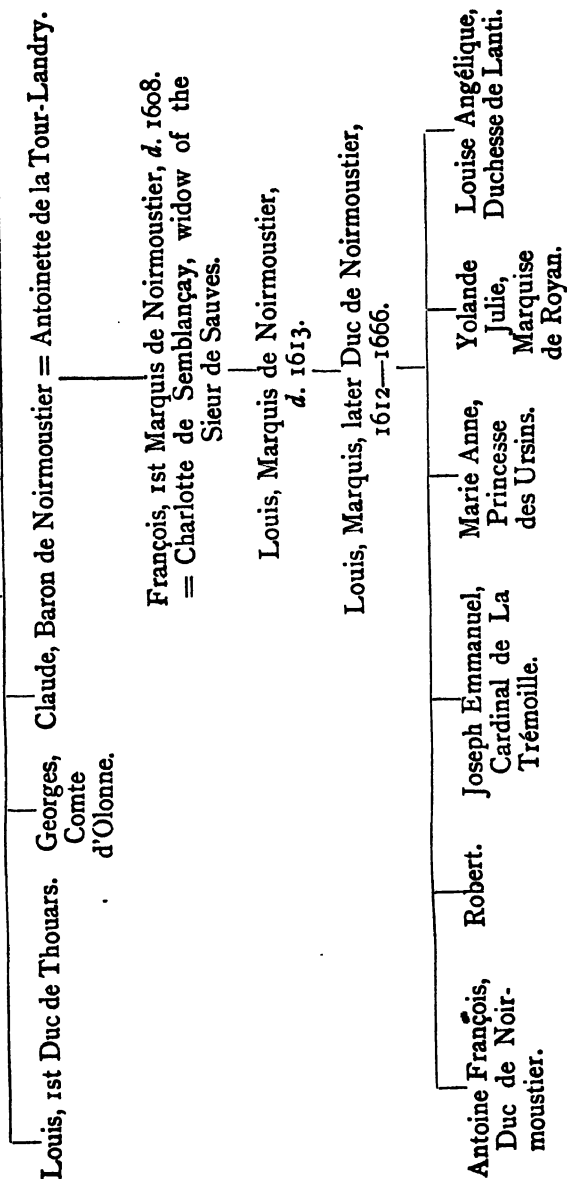 Louis, 1st Duc de Thouars.
Georges,
Comte
d'Olonne.
Claude, Baron de Noirmoustier = Antoinette de la Tour-Landry.
François, 1st Marquis de Noirmoustier, d. 1608.
= Charlotte de Semblançay, widow of the
Sieur de Sauves.
Louis, Marquis de Noirmoustier,
d. 1613.
Louis, Marquis, later Duc de Noirmoustier,
1612—1666.
Antoine François,
Duc de Noir-
moustier.
Robert.
Joseph Emmanuel,
Cardinal de La
Trémoille.
Marie Anne,
Princesse
des Ursins.
Yolande
Julie,
Marquise
de Royan.
Louise Angélique,
Duchesse de Lanti.